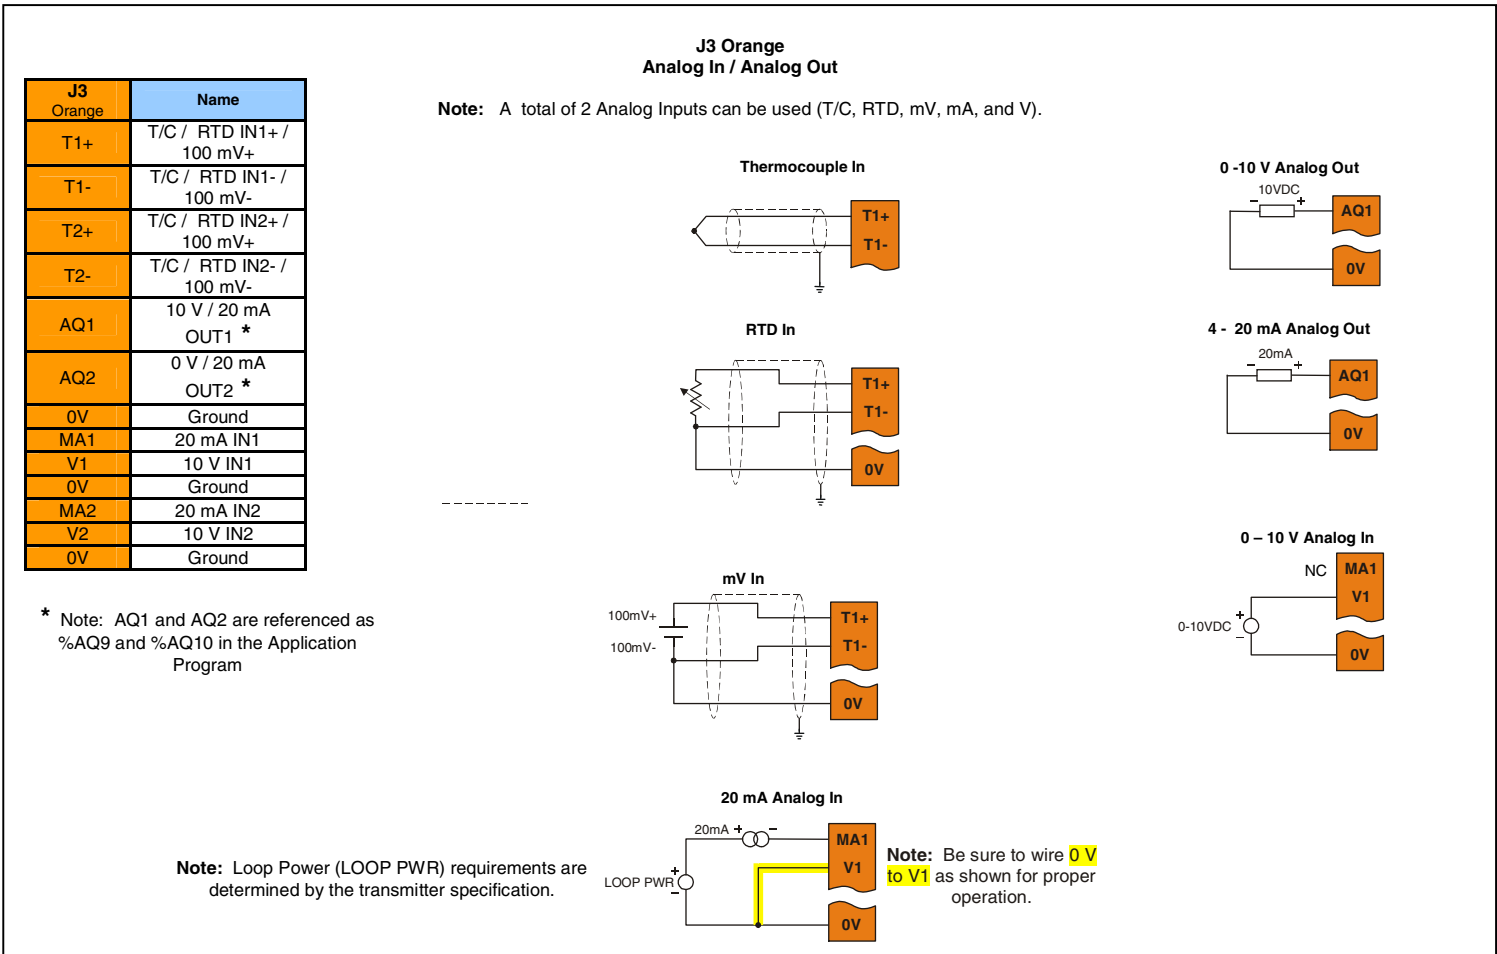 J3 Orange
Analog In / Analog Out
Note: A total of 2 Analog Inputs can be used (T/C, RTD, mV, mA, and V).
J3
Orange
Name
T1+
T/C / RTD IN1+ /
100 mV+
T1-
T/C / RTD IN1- /
100 mV-
T2+
T/C / RTD IN2+ /
100 mV+
T2-
T/C / RTD IN2- /
100 mV-
AQ1
10 V / 20 mA
OUT1 *
AQ2
0 V / 20 mA
OUT2 *
0V
Ground
MA1
20 mA IN1
V1
10 V IN1
0V
Ground
MA2
20 mA IN2
V2
10 V IN2
0V
Ground
* Note: AQ1 and AQ2 are referenced as
%AQ9 and %AQ10 in the Application
Program
Thermocouple In
T1+
T1-
RTD In
T1+
T1-
0V
mV In
100mV+
100mV-
T1+
T1-
0V
20 mA Analog In
20mA + -
LOOP PWR
+
-
MA1
V1
0V
Note: Loop Power (LOOP PWR) requirements are
determined by the transmitter specification.
Note: Be sure to wire 0 V
to V1 as shown for proper
operation.
0 -10 V Analog Out
10VDC
- +
AQ1
0V
4 - 20 mA Analog Out
20mA
- +
AQ1
0V
0 – 10 V Analog In
NC
MA1
V1
+
0-10VDC
-
0V